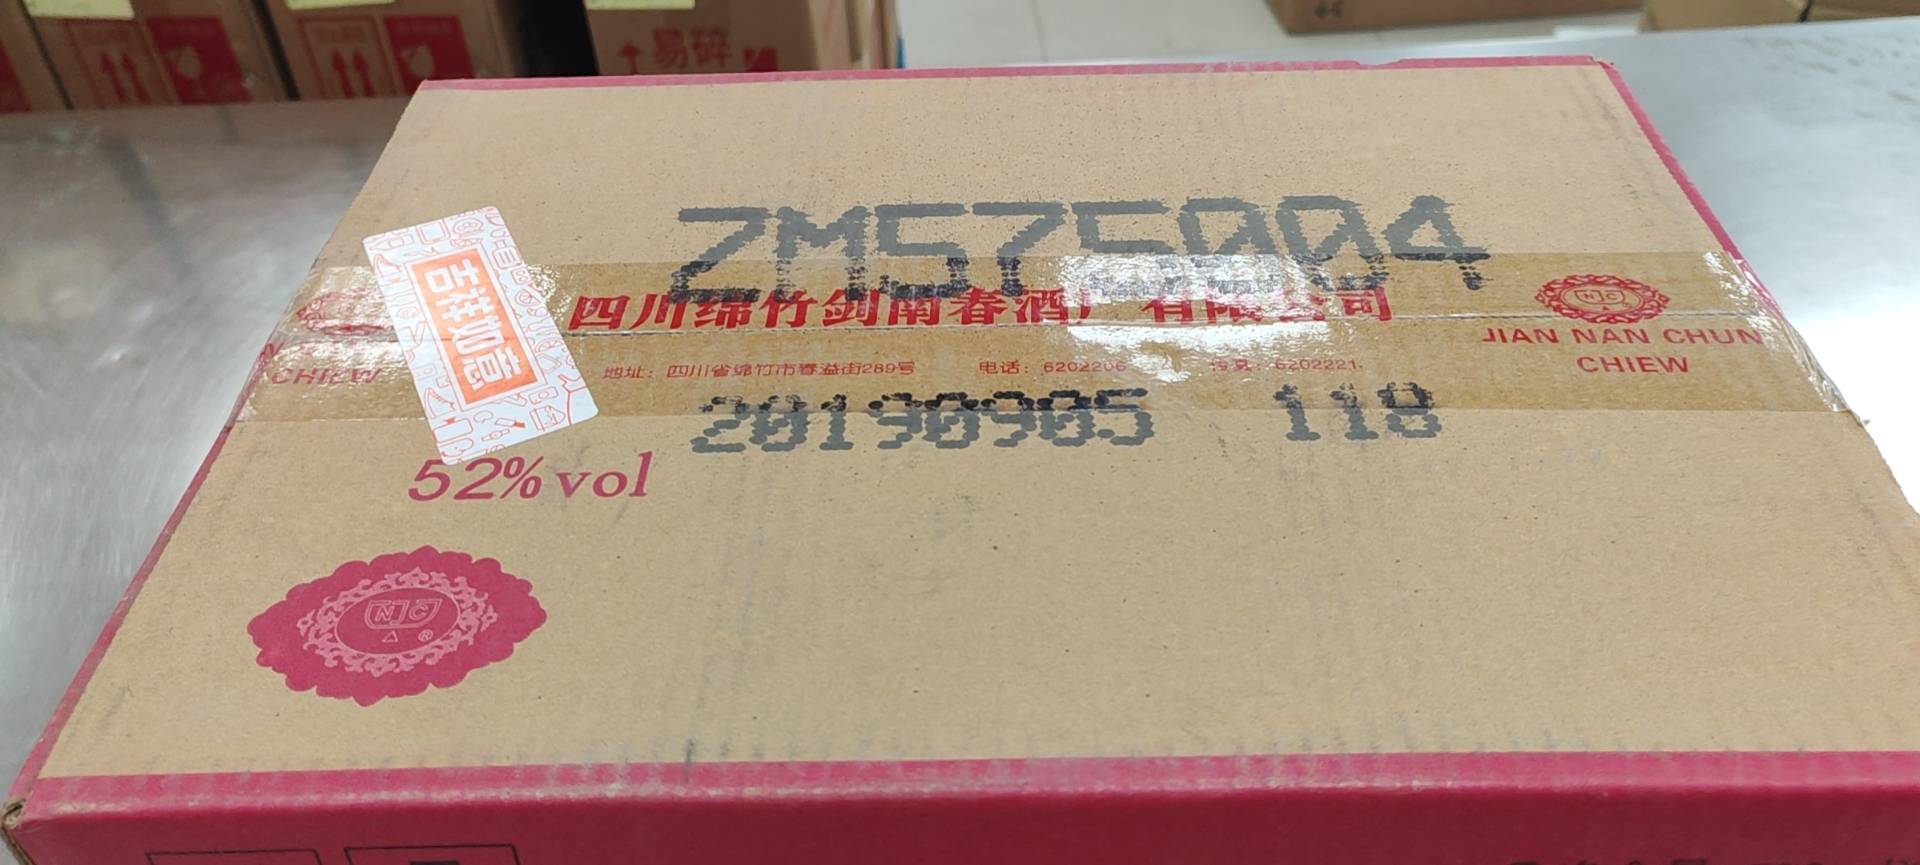 易碎
ZM575004
四川绵竹剑南春酒厂有限公司
NJC
JIAN NAN CHUN
CHIEW
CHIEW
地址：四川省绵竹市春溢街289号 电话：6202206 传真：6202221
吉祥如意
20190905 118
52%vol
NJC
®